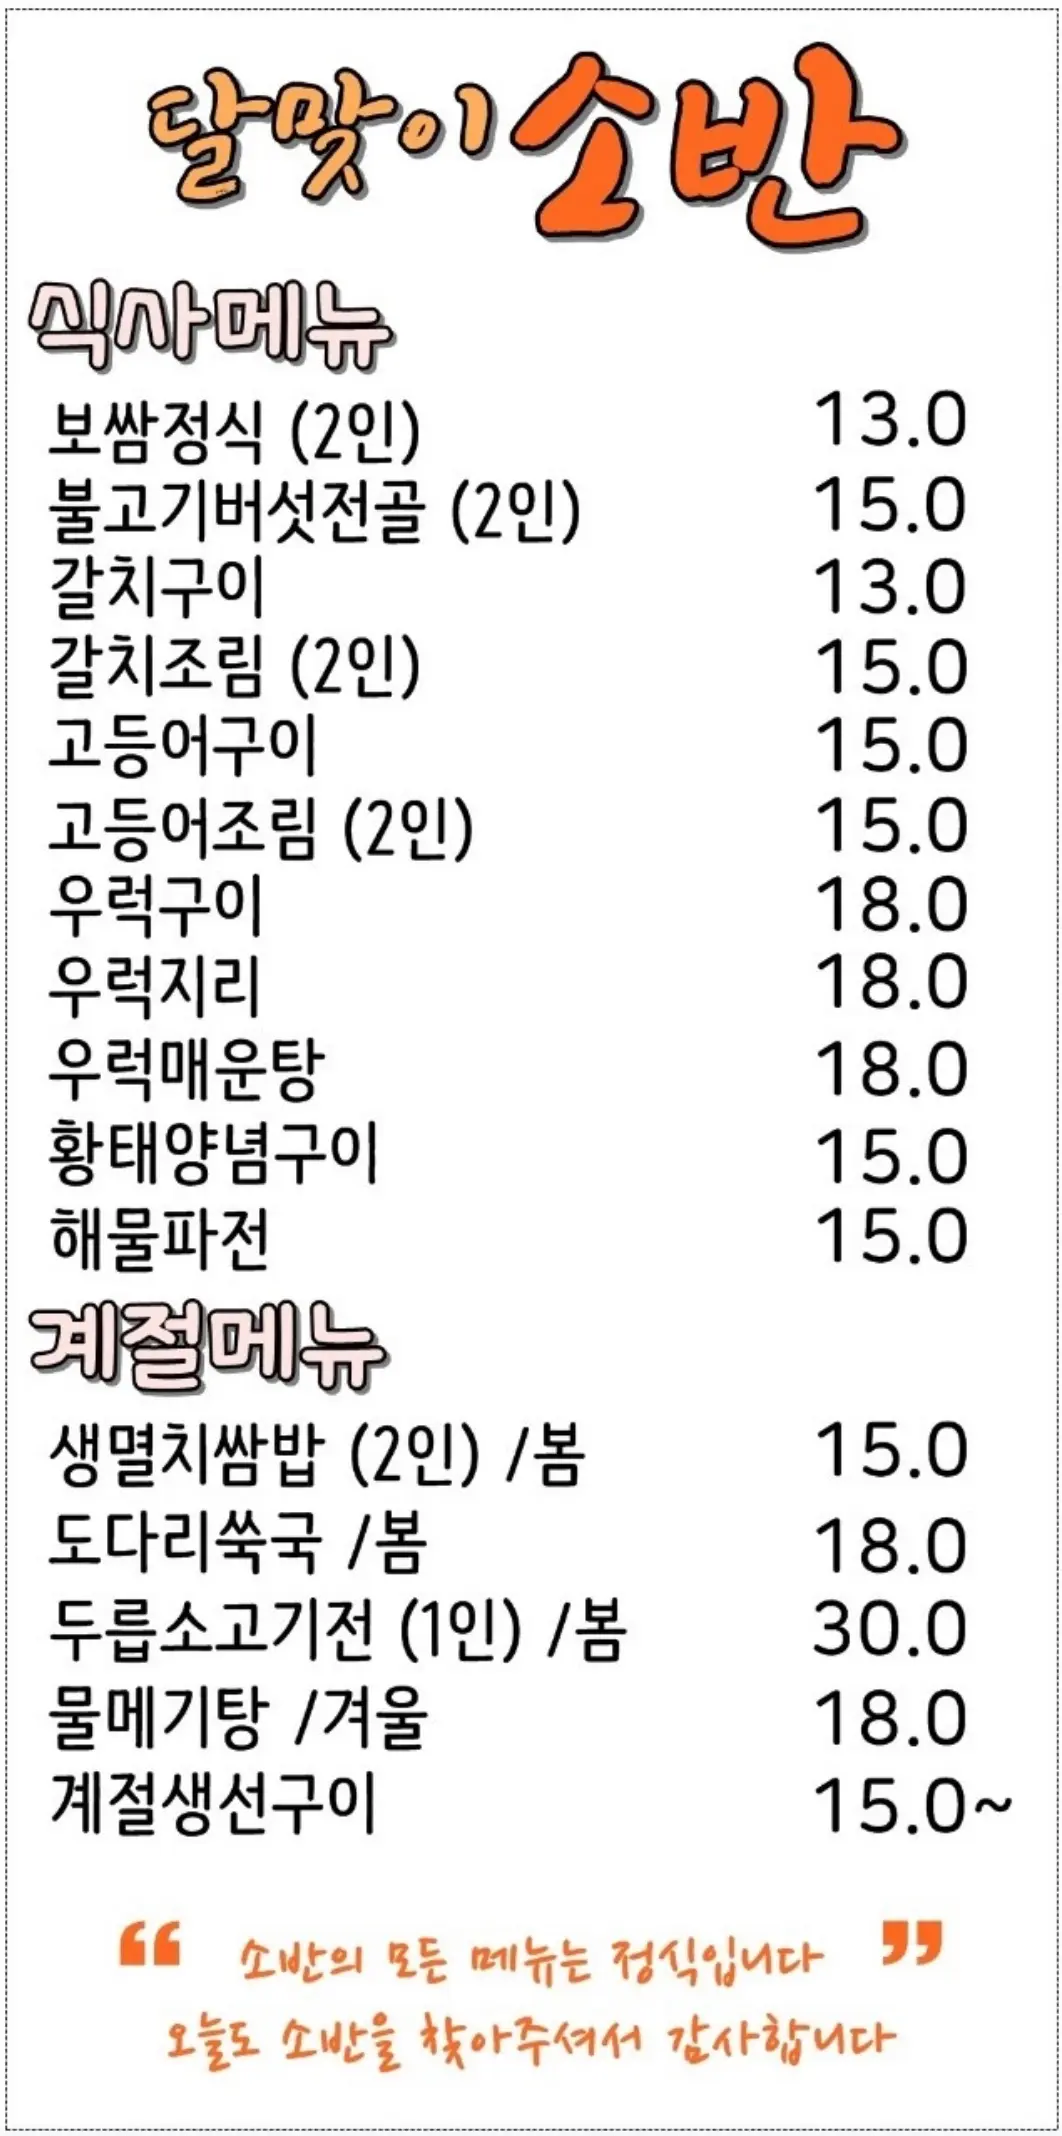 달맞이 소반
식사메뉴
보쌈정식 (2인) 13.0
불고기버섯전골 (2인) 15.0
갈치구이 13.0
갈치조림 (2인) 15.0
고등어구이 15.0
고등어조림 (2인) 15.0
우럭구이 18.0
우럭지리 18.0
우럭매운탕 18.0
황태양념구이 15.0
해물파전 15.0
계절메뉴
생멸치쌈밥 (2인) /봄 15.0
도다리쑥국 /봄 18.0
두릅소고기전 (1인) /봄 30.0
물메기탕 /겨울 18.0
계절생선구이 15.0~
“ 소반의 모든 메뉴는 정식입니다 ”
오늘도 소반을 찾아주셔서 감사합니다